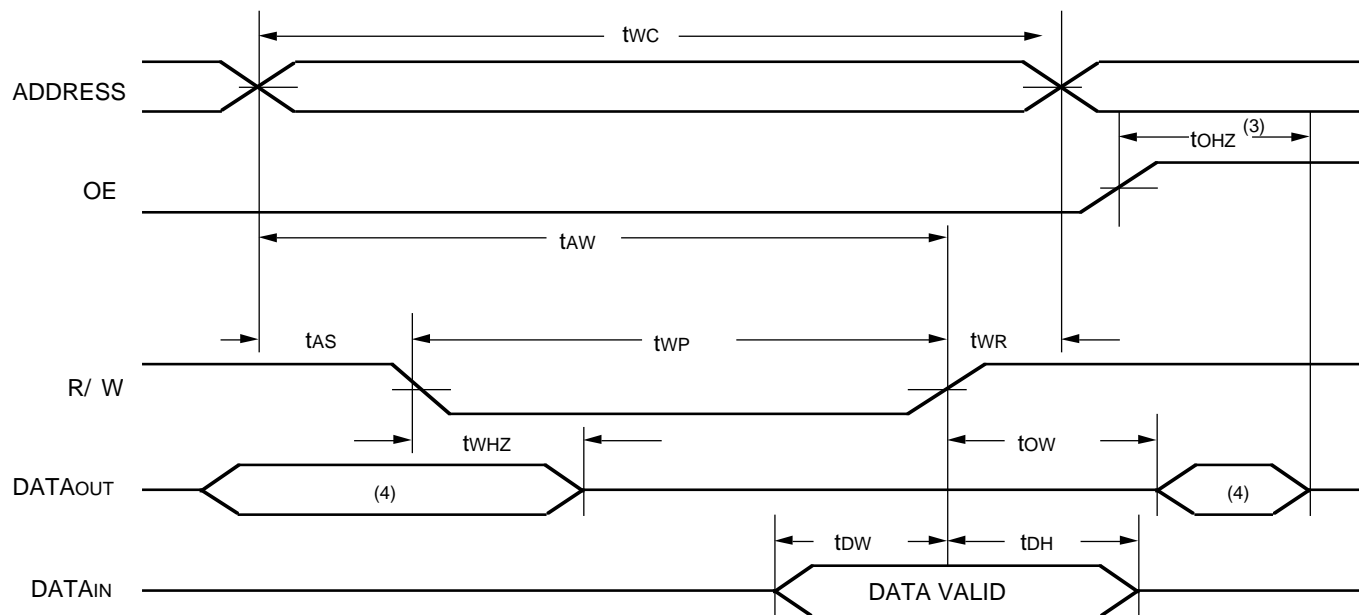 tWC
ADDRESS
tOHZ (3)
OE
tAW
tAS
tWP
tWR
R/ W
tWHZ
tOW
DATAOUT
(4)
(4)
tDW
tDH
DATAIN
DATA VALID